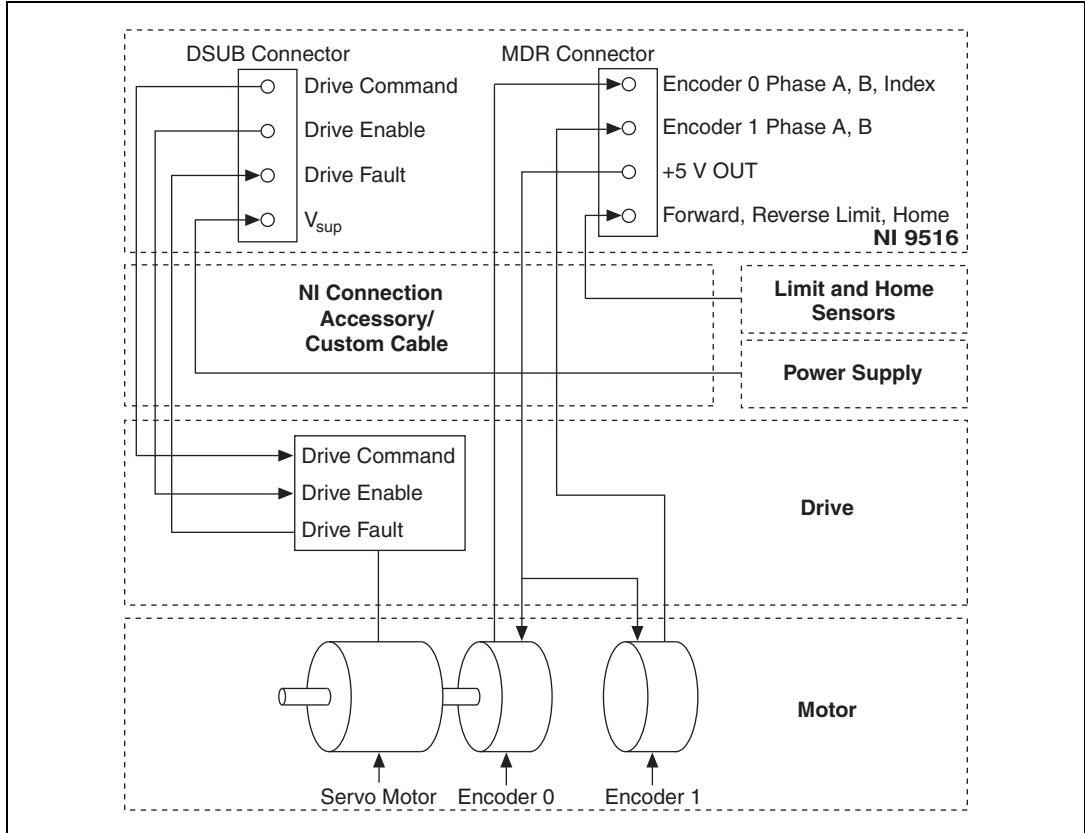 DSUB Connector
MDR Connector
Drive Command
Drive Enable
Drive Fault
Vsup
Encoder 0 Phase A, B, Index
Encoder 1 Phase A, B
+5 V OUT
Forward, Reverse Limit, Home
NI 9516
NI Connection
Accessory/
Custom Cable
Limit and Home
Sensors
Power Supply
Drive Command
Drive Enable
Drive Fault
Drive
Motor
Servo Motor
Encoder 0
Encoder 1